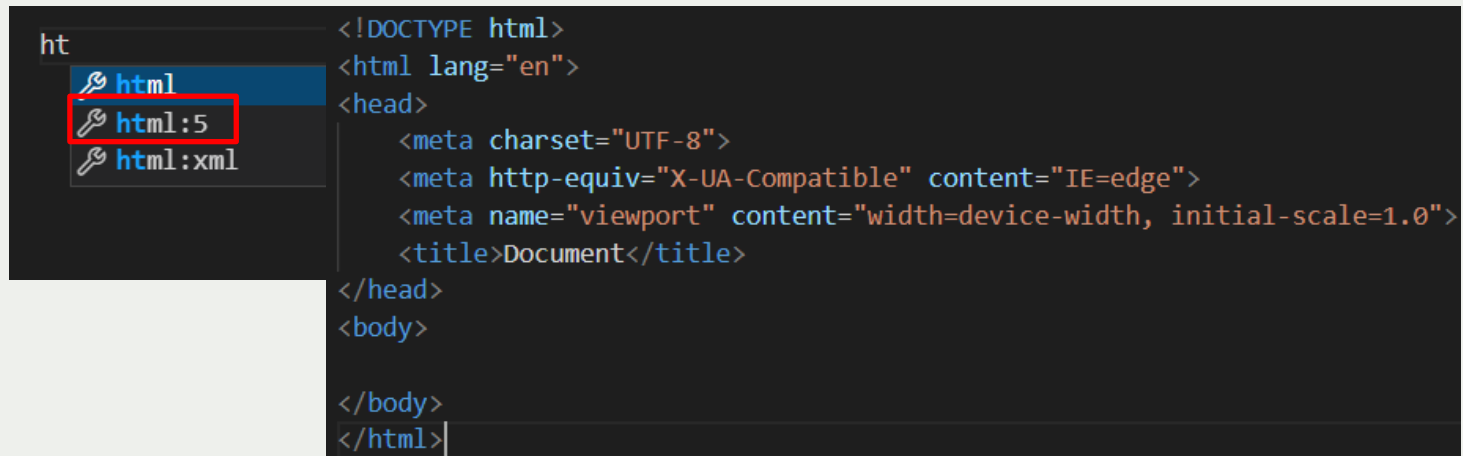 ht
html
html:5
html:xml
<!DOCTYPE html>
<html lang="en">
<head>
    <meta charset="UTF-8">
    <meta http-equiv="X-UA-Compatible" content="IE=edge">
    <meta name="viewport" content="width=device-width, initial-scale=1.0">
    <title>Document</title>
</head>
<body>
</body>
</html>